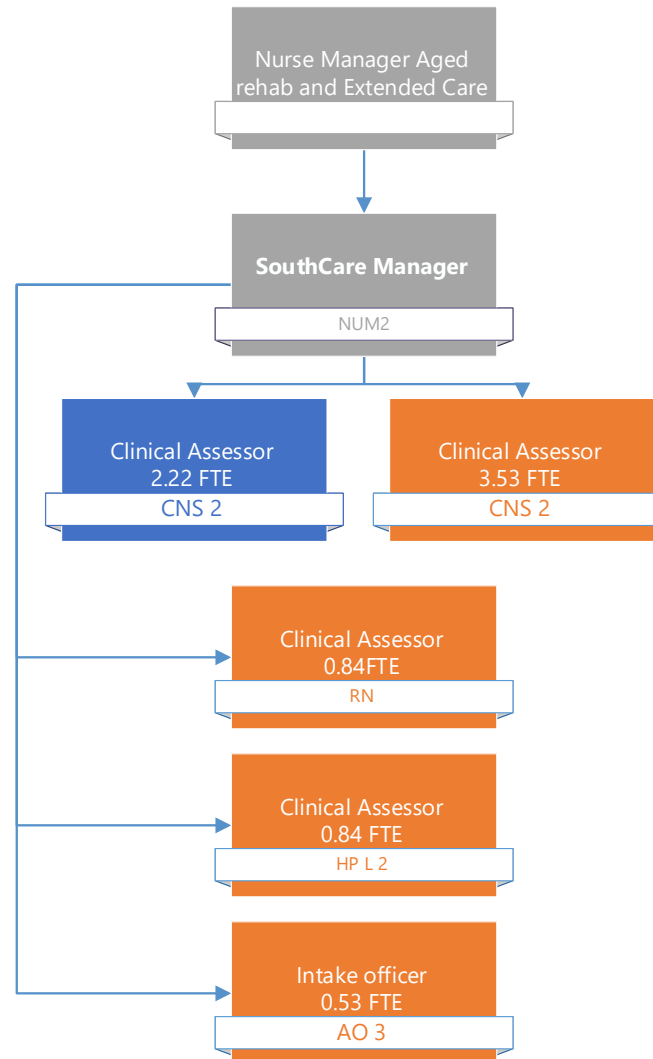 Nurse Manager Aged
rehab and Extended Care
SouthCare Manager
NUM2
Clinical Assessor
2.22 FTE
CNS 2
Clinical Assessor
3.53 FTE
CNS 2
Clinical Assessor
0.84FTE
RN
Clinical Assessor
0.84 FTE
HP L 2
Intake officer
0.53 FTE
AO 3